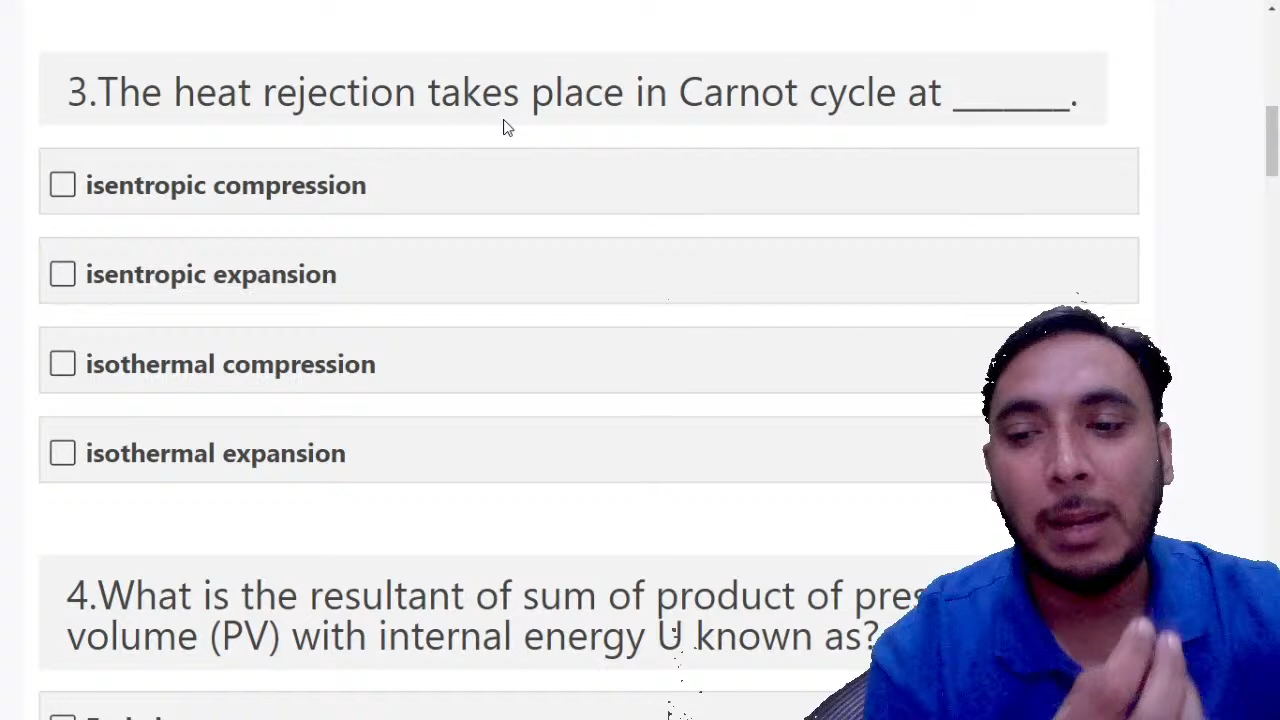 3.The heat rejection takes place in Carnot cycle at _______.
isentropic compression
isentropic expansion
isothermal compression
isothermal expansion
4.What is the resultant of sum of product of
volume (PV) with internal energy U known as?